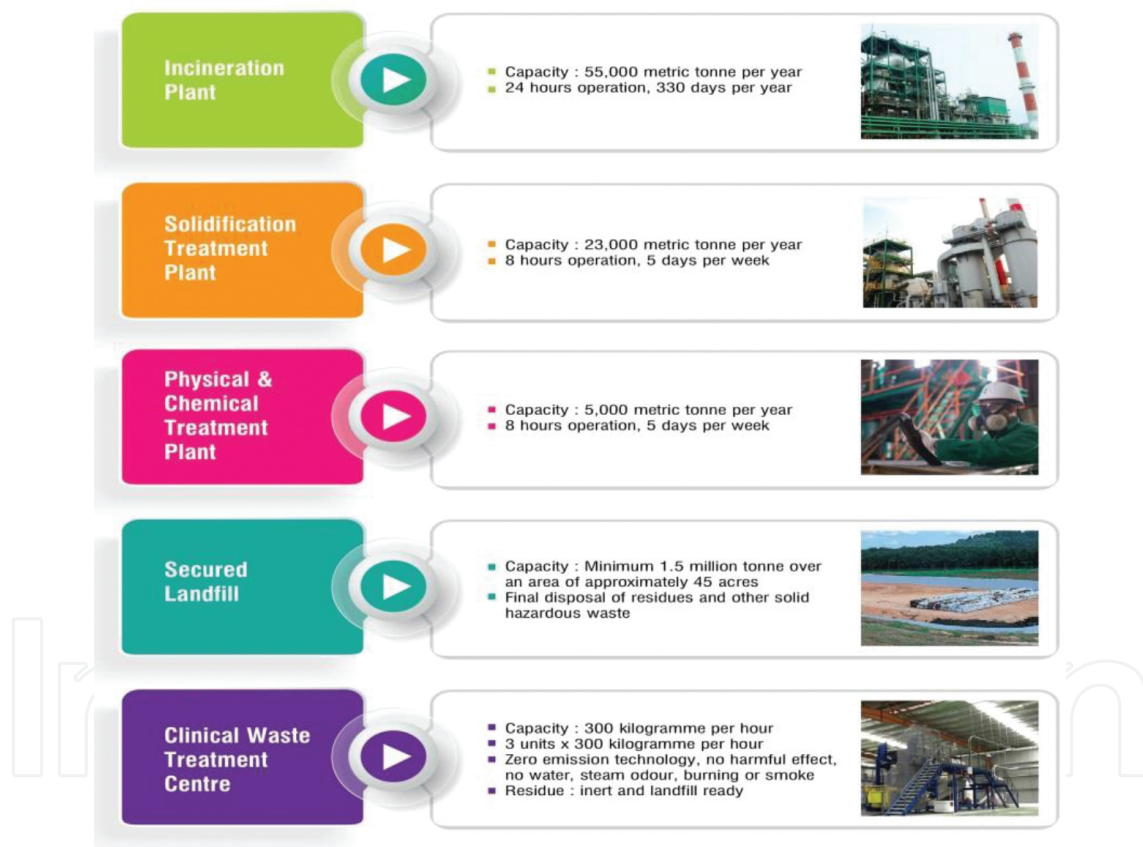 Incineration
Plant
Capacity : 55,000 metric tonne per year
24 hours operation, 330 days per year
Solidification
Treatment
Plant
Capacity : 23,000 metric tonne per year
8 hours operation, 5 days per week
Physical &
Chemical
Treatment
Plant
Capacity : 5,000 metric tonne per year
8 hours operation, 5 days per week
Secured
Landfill
Capacity : Minimum 1.5 million tonne over
an area of approximately 45 acres
Final disposal of residues and other solid
hazardous waste
Clinical Waste
Treatment
Centre
Capacity : 300 kilogramme per hour
3 units x 300 kilogramme per hour
Zero emission technology, no harmful effect,
no water, steam odour, burning or smoke
Residue : inert and landfill ready